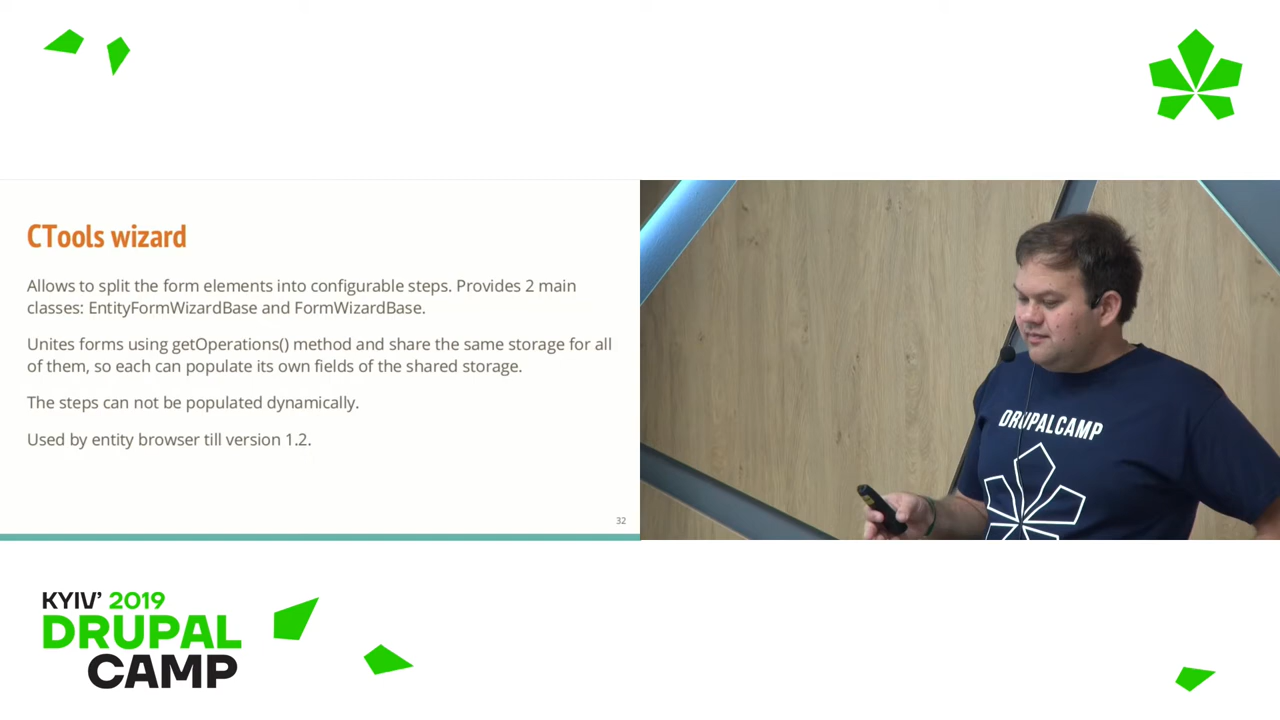 CTools wizard
Allows to split the form elements into configurable steps. Provides 2 main
classes: EntityFormWizardBase and FormWizardBase.
Unites forms using getOperations() method and share the same storage for all
of them, so each can populate its own fields of the shared storage.
The steps can not be populated dynamically.
Used by entity browser till version 1.2.
32
DRUPALCAMP
KYIV' 2019
DRUPAL
CAMP